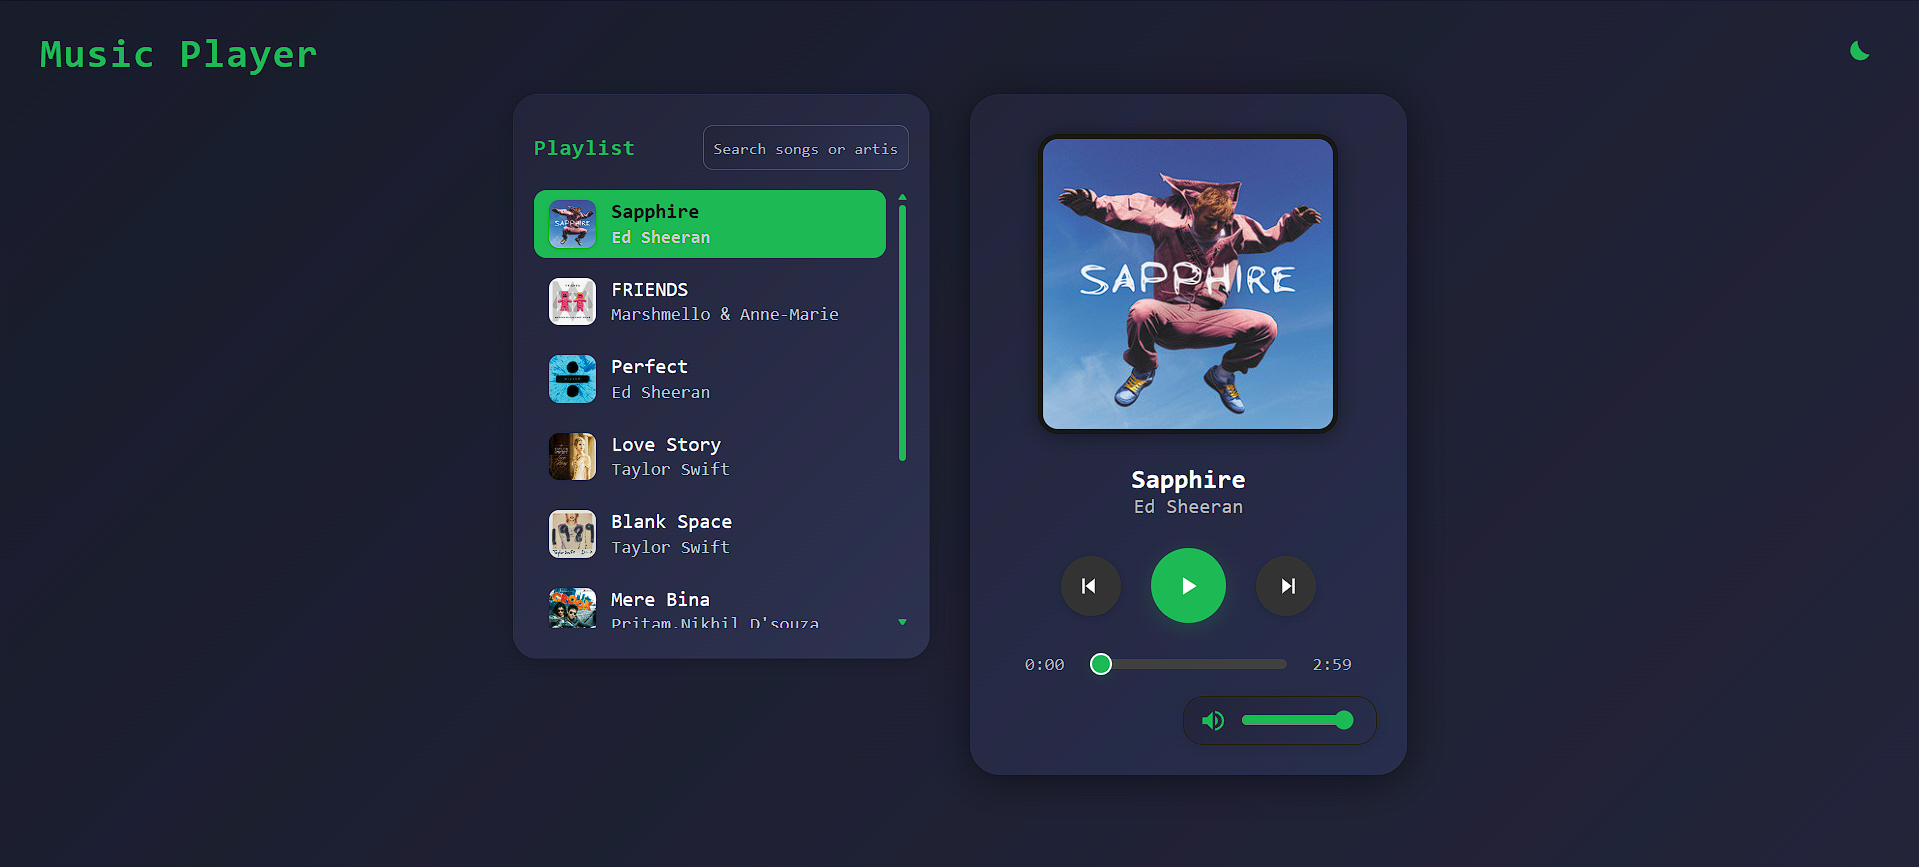 Music Player
Playlist
Search songs or artis
Sapphire
Ed Sheeran
FRIENDS
Marshmello & Anne-Marie
Perfect
Ed Sheeran
Love Story
Taylor Swift
Blank Space
Taylor Swift
Mere Bina
Pritam,Nikhil D'souza
SAPPHIRE
Sapphire
Ed Sheeran
0:00
2:59